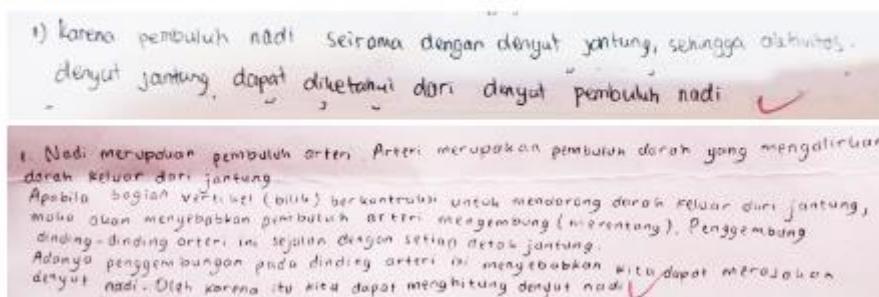 1) Karena pembuluh nadi seirama dengan denyut jantung, sehingga aktivitas
denyut jantung dapat diketahui dari denyut pembuluh nadi
1. Nadi merupakan pembuluh arteri Arteri merupakan pembuluh darah yang mengalirkan
darah keluar dari jantung
Apabila bagian (bilik) berkontraksi untuk mendorong darah keluar dari jantung,
maka akan menyebabkan pembuluh arteri mengembung (merentang). Penggembung
dinding-dinding arteri ini sejalan dengan setiap detak jantung.
Adanya penggembungan pada dinding arteri ini menyebabkan kita dapat merasakan
denyut nadi. Oleh karena itu kita dapat menghitung denyut nadi